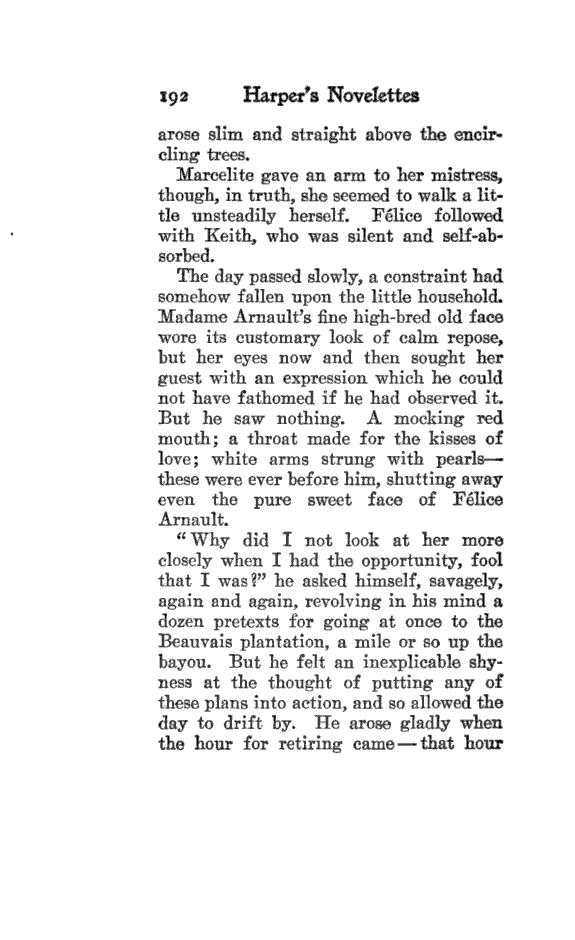 192 Harper's Novelettes
arose slim and straight above the encir-
cling trees.
Marcelite gave an arm to her mistress,
though, in truth, she seemed to walk a lit-
tle unsteadily herself. Félice followed
with Keith, who was silent and self-ab-
sorbed.
The day passed slowly, a constraint had
somehow fallen upon the little household.
Madame Arnault's fine high-bred old face
wore its customary look of calm repose,
but her eyes now and then sought her
guest with an expression which he could
not have fathomed if he had observed it.
But he saw nothing. A mocking red
mouth; a throat made for the kisses of
love; white arms strung with pearls—
these were ever before him, shutting away
even the pure sweet face of Félice
Arnault.
"Why did I not look at her more
closely when I had the opportunity, fool
that I was?" he asked himself, savagely,
again and again, revolving in his mind a
dozen pretexts for going at once to the
Beauvais plantation, a mile or so up the
bayou. But he felt an inexplicable shy-
ness at the thought of putting any of
these plans into action, and so allowed the
day to drift by. He arose gladly when
the hour for retiring came—that hour